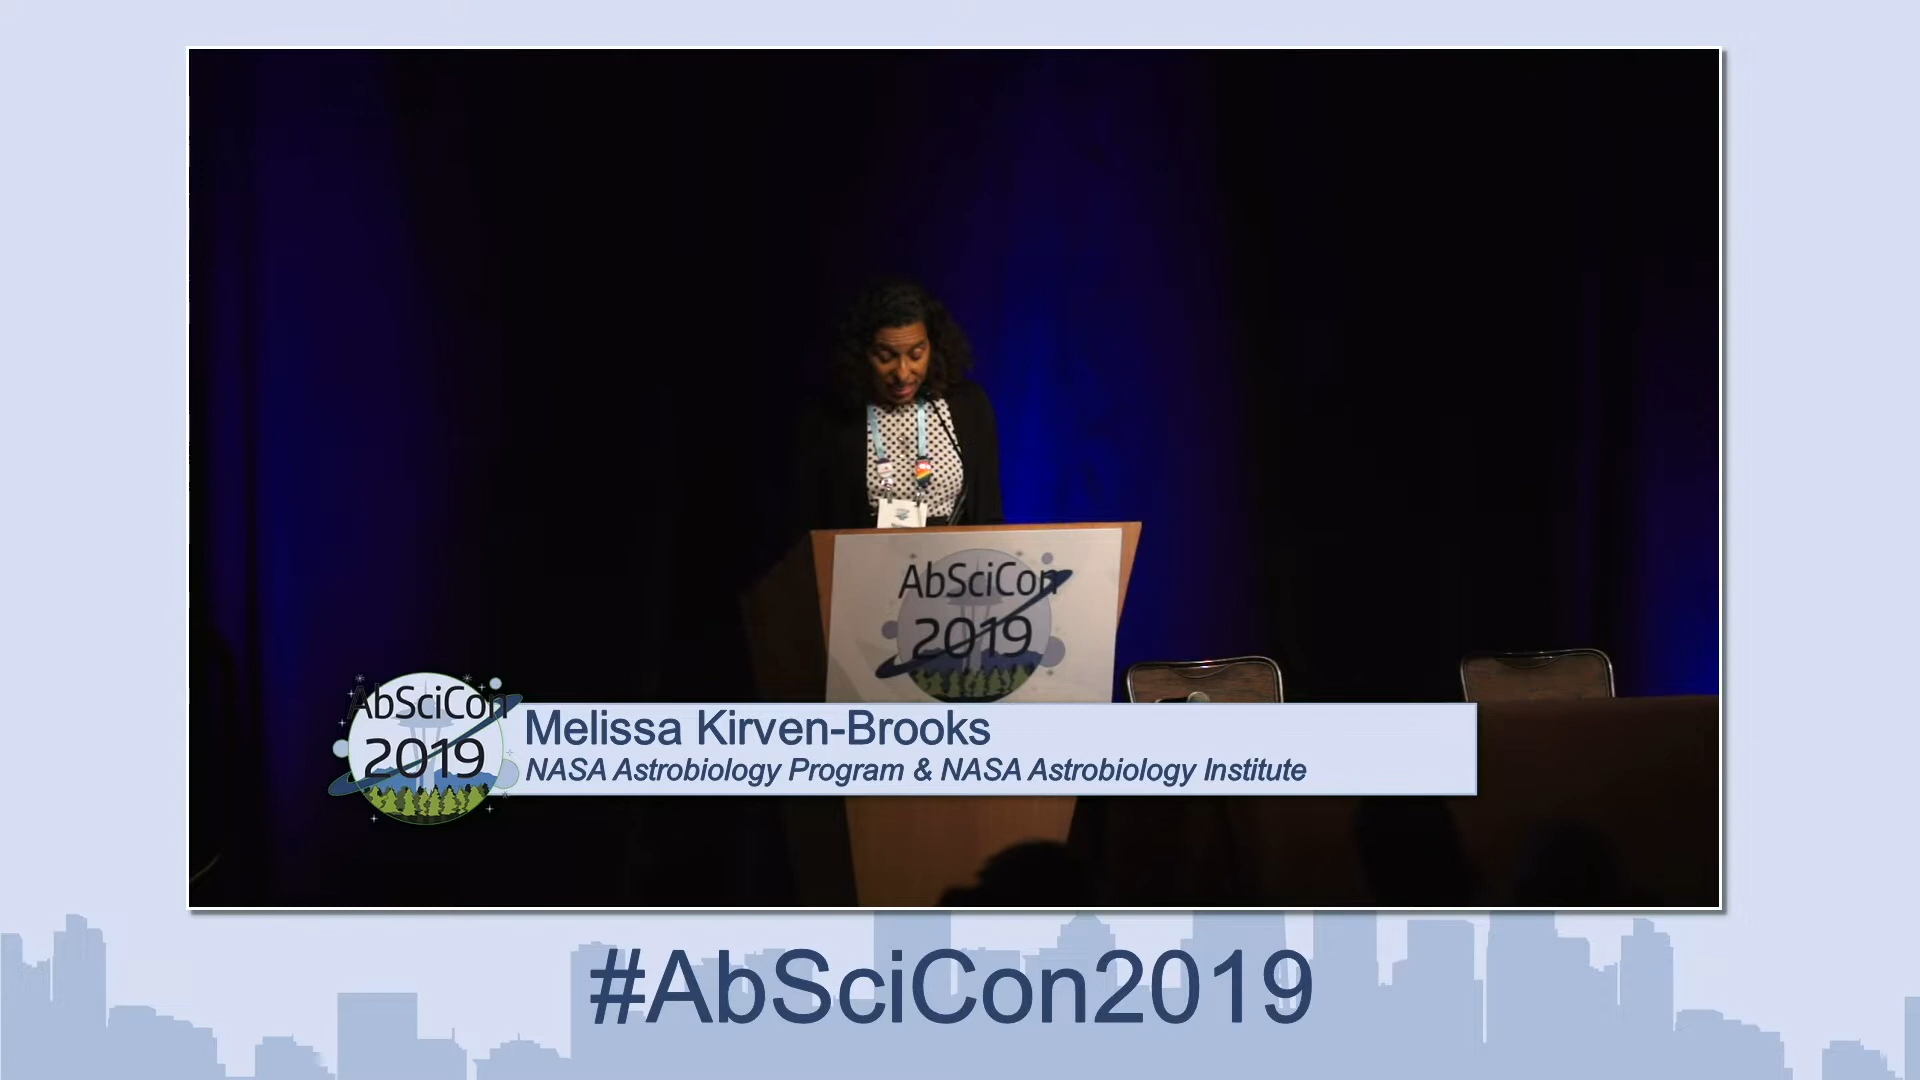 AbSciCon
2019
AbSciCon
2019
Melissa Kirven-Brooks
NASA Astrobiology Program & NASA Astrobiology Institute
#AbSciCon2019